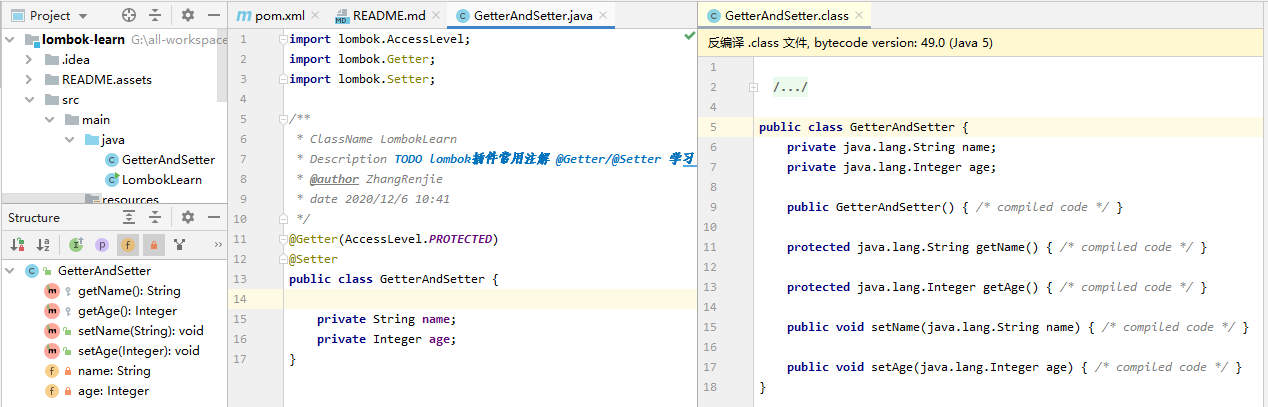 Project
lombok-learn G:\all-workspace
.idea
README.assets
src
main
java
GetterAndSetter
LombokLearn
resources
Structure
GetterAndSetter
getName(): String
getAge(): Integer
setName(String): void
setAge(Integer): void
name: String
age: Integer
pom.xml
README.md
GetterAndSetter.java
1 import lombok.AccessLevel;
2 import lombok.Getter;
3 import lombok.Setter;
4
5 /**
6 * ClassName LombokLearn
7 * Description TODO lombok插件常用注解 @Getter/@Setter 学习
8 * @author ZhangRenjie
9 * date 2020/12/6 10:41
10 */
11 @Getter(AccessLevel.PROTECTED)
12 @Setter
13 public class GetterAndSetter {
14
15 private String name;
16 private Integer age;
17 }
GetterAndSetter.class
反编译 .class 文件, bytecode version: 49.0 (Java 5)
1
2 /.../
4
5 public class GetterAndSetter {
6 private java.lang.String name;
7 private java.lang.Integer age;
8
9 public GetterAndSetter() { /* compiled code */ }
10
11 protected java.lang.String getName() { /* compiled code */ }
12
13 protected java.lang.Integer getAge() { /* compiled code */ }
14
15 public void setName(java.lang.String name) { /* compiled code */ }
16
17 public void setAge(java.lang.Integer age) { /* compiled code */ }
18 }